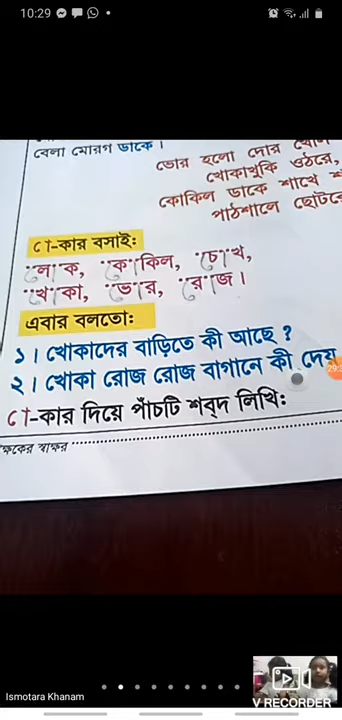 10:29
বেলা মোরগ ডাকে।
ভোর হলো দোর
খোকাখুকি ওঠরে,
কোকিল ডাকে শাখে
পাঠশালে ছোটরে
ো-কার বসাই:
লোক, কোকিল, চোখ,
খোকা, ভোর, রোজ।
এবার বলতো:
১। খোকাদের বাড়িতে কী আছে ?
২। খোকা রোজ রোজ বাগানে কী দেয়
ো-কার দিয়ে পাঁচটি শব্দ লিখি:
ক্ষকের স্বাক্ষর
Ismotara Khanam
V RECORDER